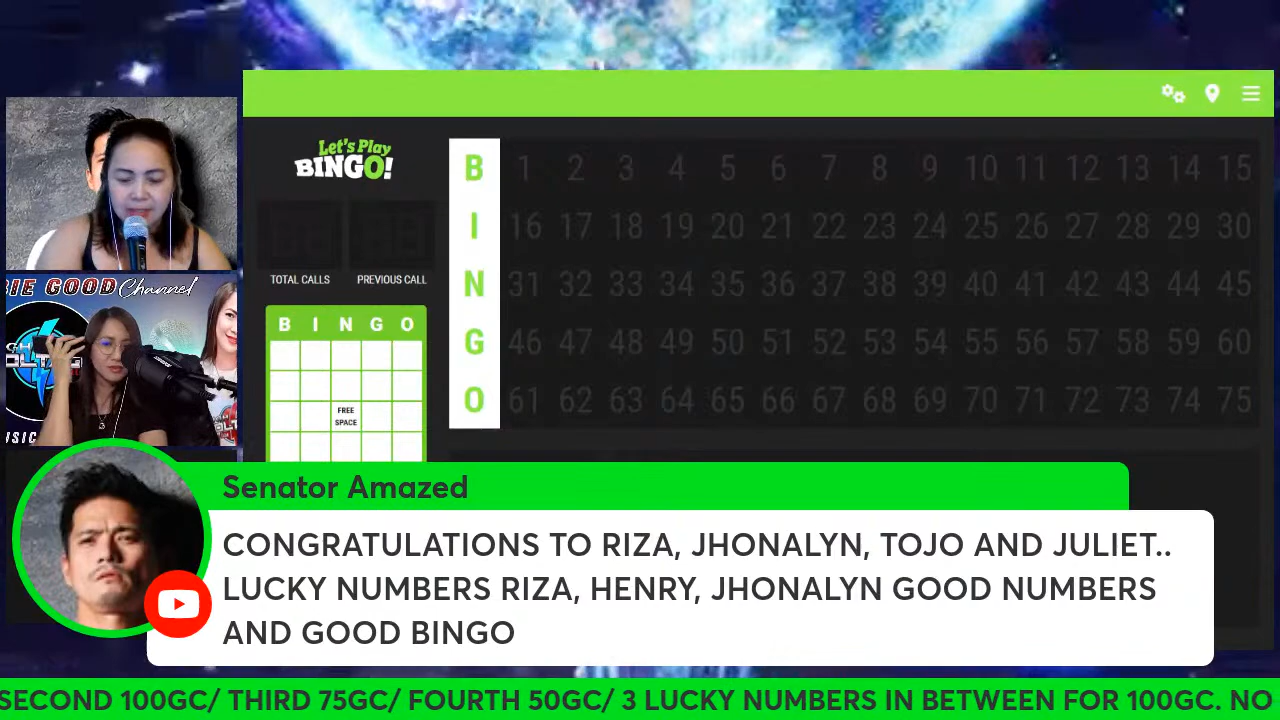 Let's Play
BINGO!
TOTAL CALLS
PREVIOUS CALL
B I N G O
FREE
SPACE
B 1 2 3 4 5 6 7 8 9 10 11 12 13 14 15
I 16 17 18 19 20 21 22 23 24 25 26 27 28 29 30
N 31 32 33 34 35 36 37 38 39 40 41 42 43 44 45
G 46 47 48 49 50 51 52 53 54 55 56 57 58 59 60
O 61 62 63 64 65 66 67 68 69 70 71 72 73 74 75
GOOD Channel
Senator Amazed
CONGRATULATIONS TO RIZA, JHONALYN, TOJO AND JULIET..
LUCKY NUMBERS RIZA, HENRY, JHONALYN GOOD NUMBERS
AND GOOD BINGO
SECOND 100GC/ THIRD 75GC/ FOURTH 50GC/ 3 LUCKY NUMBERS IN BETWEEN FOR 100GC. NO